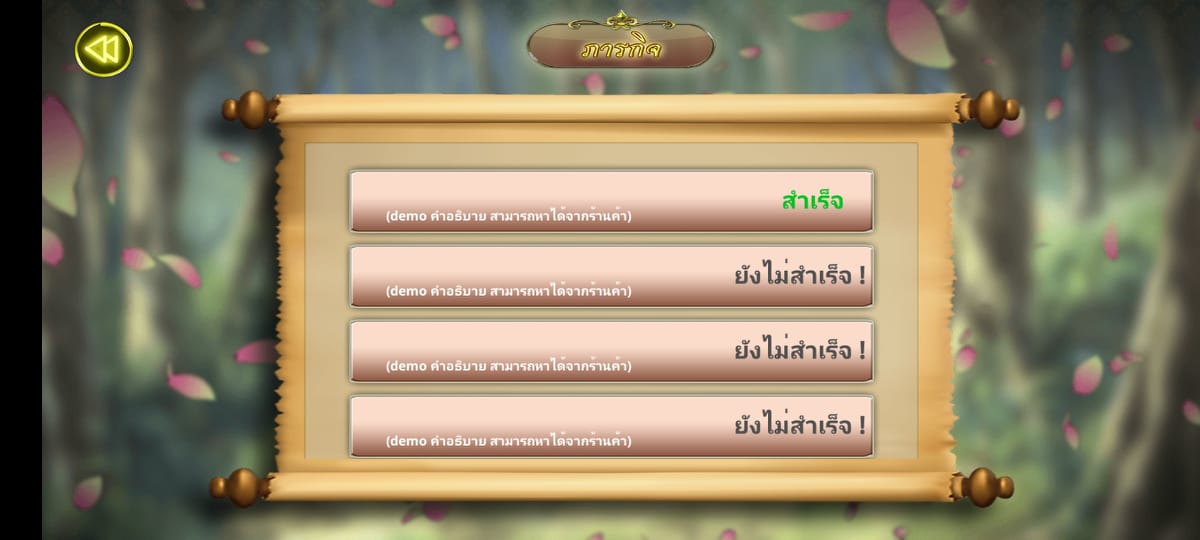 ภารกิจ
สำเร็จ
(demo คำอธิบาย สามารถหาได้จากร้านค้า)
ยังไม่สำเร็จ !
(demo คำอธิบาย สามารถหาได้จากร้านค้า)
ยังไม่สำเร็จ !
(demo คำอธิบาย สามารถหาได้จากร้านค้า)
ยังไม่สำเร็จ !
(demo คำอธิบาย สามารถหาได้จากร้านค้า)